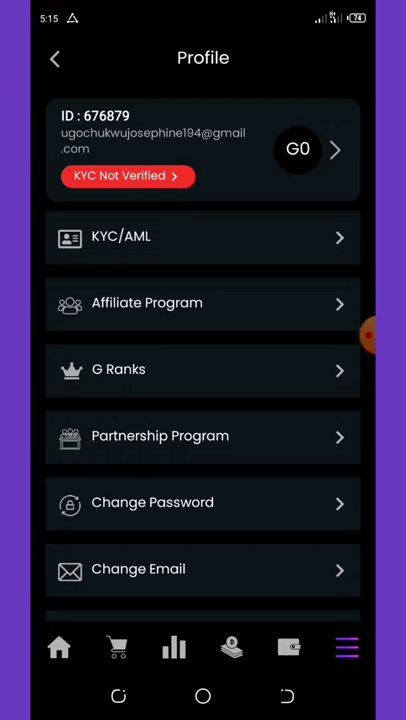 5:15
74
Profile
ID : 676879
ugochukwujosephine194@gmail
.com
G0
KYC Not Verified
KYC/AML
Affiliate Program
G Ranks
Partnership Program
Change Password
Change Email